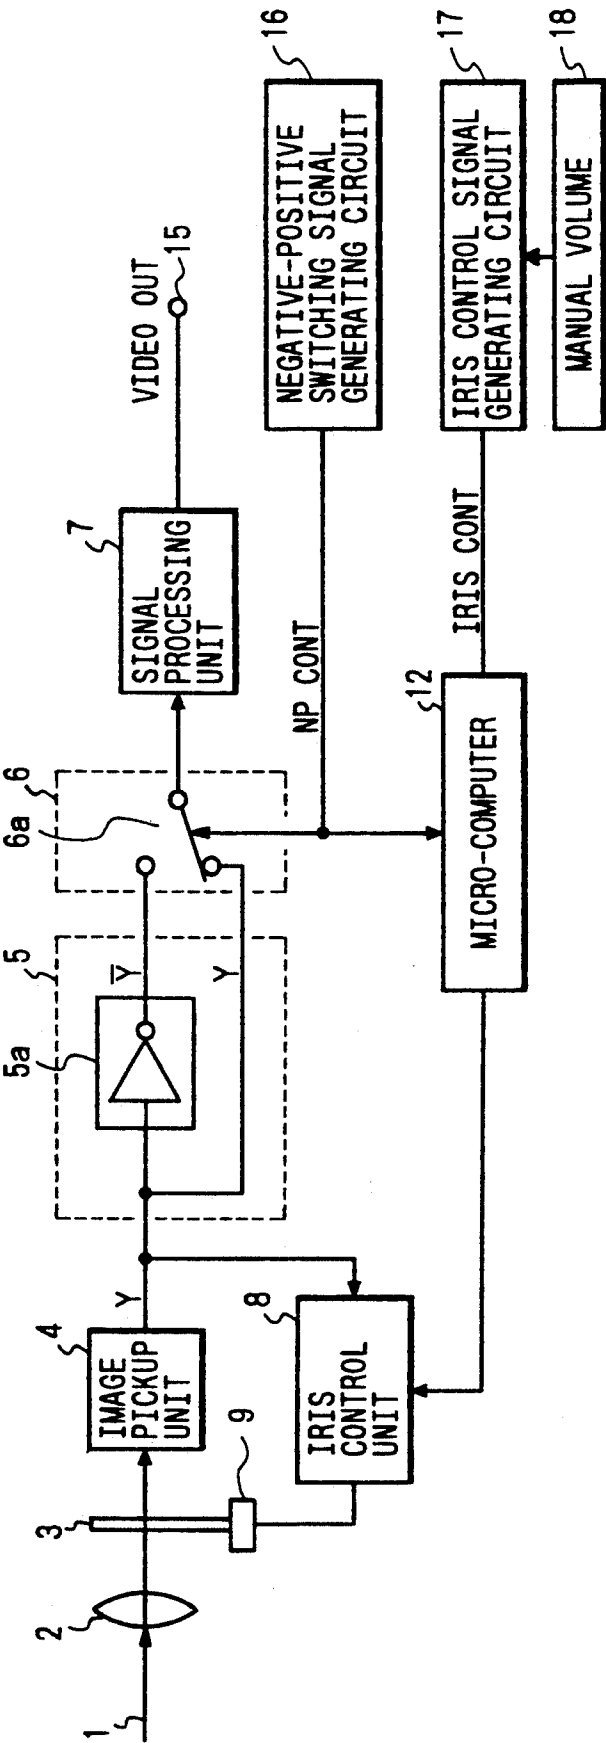 1
2
3
4
IMAGE
PICKUP
UNIT
Y
5
5a
Y̅
Y
6
6a
7
SIGNAL
PROCESSING
UNIT
VIDEO OUT
15
8
IRIS
CONTROL
UNIT
9
NP CONT
16
NEGATIVE-POSITIVE
SWITCHING SIGNAL
GENERATING CIRCUIT
12
MICRO-COMPUTER
IRIS CONT
17
IRIS CONTROL SIGNAL
GENERATING CIRCUIT
18
MANUAL VOLUME